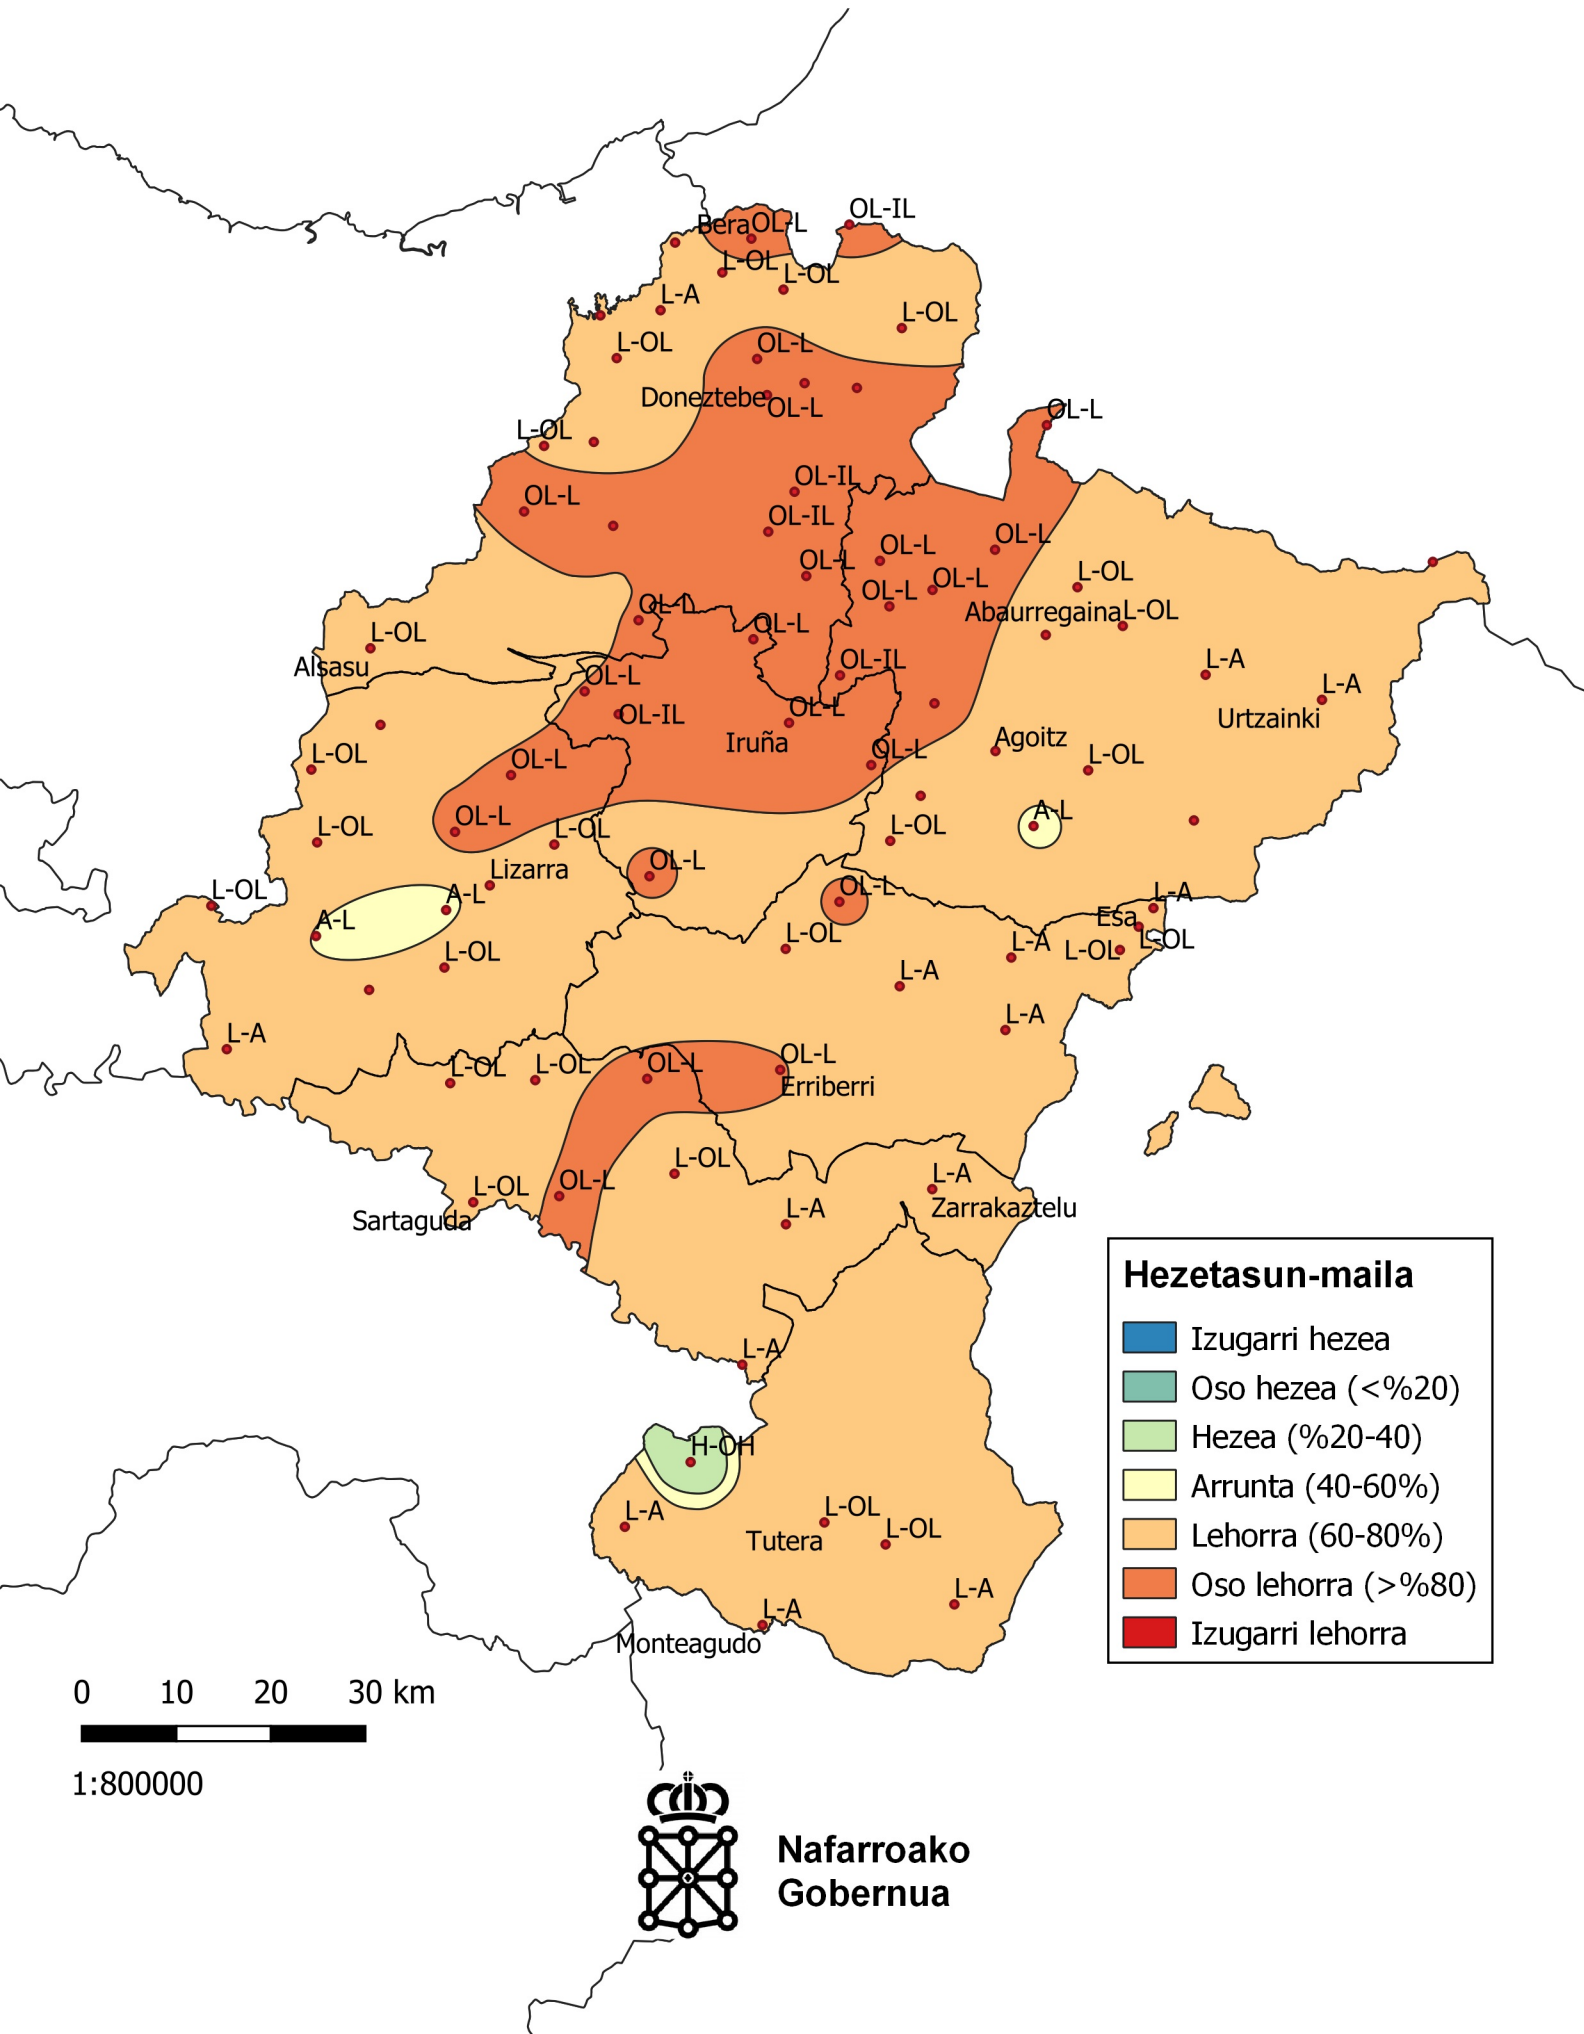 OL-IL
Bera
OL-L
L-OL
L-OL
L-A
L-OL
L-OL
OL-L
Doneztebe
OL-L
OL-L
L-OL
OL-IL
OL-L
OL-IL
OL-L
OL-L
OL-L
L-OL
OL-L
OL-L
Abaurregaina
L-OL
OL-L
OL-L
L-OL
Alsasu
OL-IL
L-A
OL-L
L-A
OL-L
OL-IL
Urtzainki
Iruña
Agoitz
L-OL
OL-L
L-OL
OL-L
A-L
OL-L
L-OL
L-OL
L-OL
OL-L
Lizarra
OL-L
L-OL
A-L
L-A
A-L
Esa
L-OL
L-OL
L-A
L-OL
L-OL
L-A
L-A
L-A
OL-L
L-OL
L-OL
OL-L
Erriberri
L-OL
L-A
OL-L
L-OL
Zarrakaztelu
L-A
Sartaguda
L-A
H-OH
L-A
L-OL
L-OL
Tutera
L-A
L-A
Monteagudo
Hezetasun-maila
Izugarri hezea
Oso hezea (<%20)
Hezea (%20-40)
Arrunta (40-60%)
Lehorra (60-80%)
Oso lehorra (>%80)
Izugarri lehorra
0 10 20 30 km
1:800000
Nafarroako
Gobernua